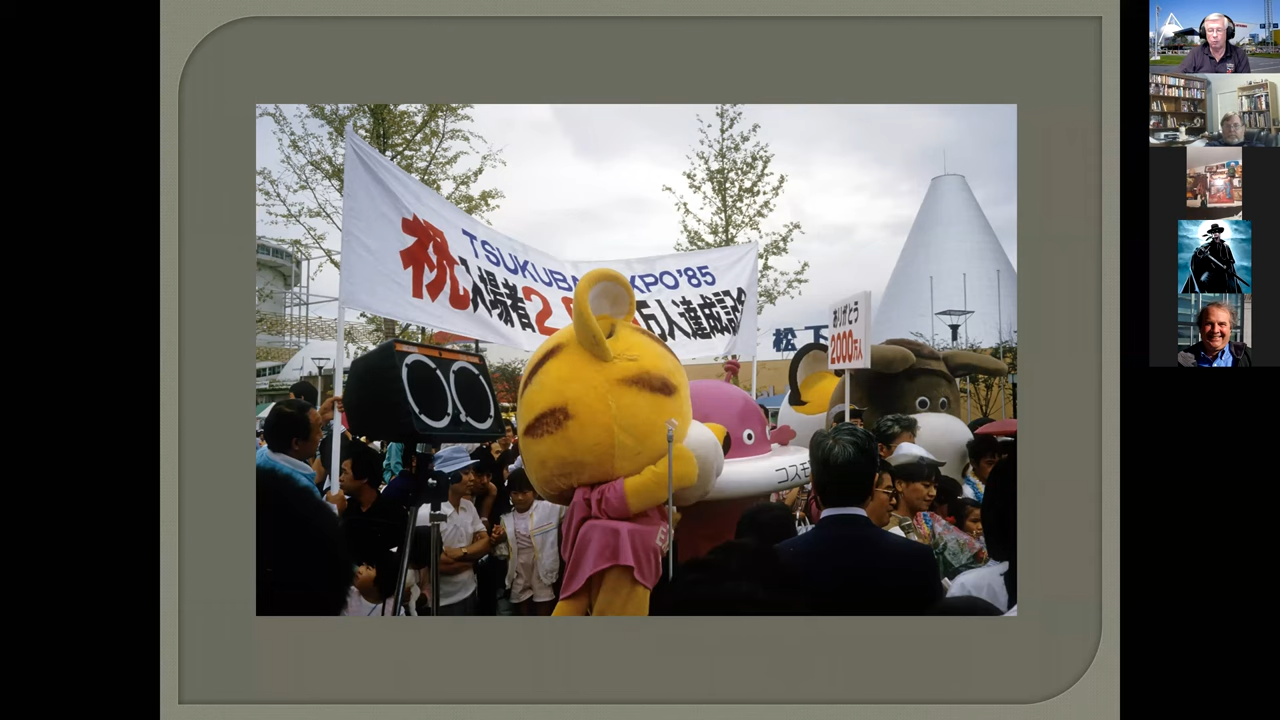 TSUKUB XPO'85
祝入場者2 万人達成記
ありがとう
2000万人
松下
コスモ
E